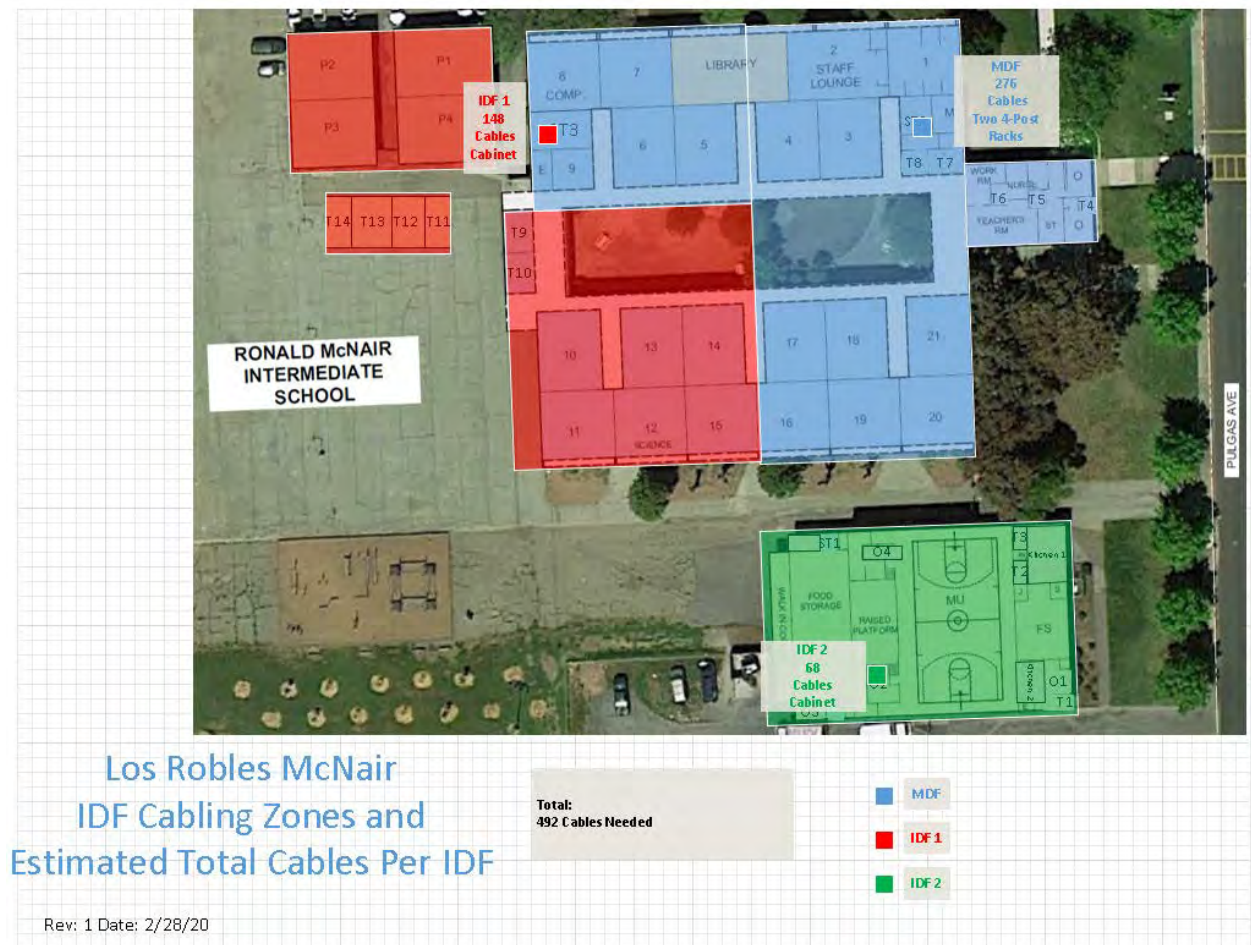 P2
P1
P3
P4
IDF 1
148
Cables
Cabinet
8
COMP.
7
LIBRARY
2
STAFF
LOUNGE
1
MDF
276
Cables
Two 4-Post
Racks
T3
6
5
4
3
M
E
9
T8
T7
WORK
RM
NURSE
O
T6
T5
T4
TEACHER'S
RM
ST
O
T14
T13
T12
T11
T9
T10
10
13
14
17
18
21
11
12
SCIENCE
15
16
19
20
RONALD McNAIR
INTERMEDIATE
SCHOOL
PULGAS AVE
ST1
O4
T3
Kitchen 1
T2
J
S
FOOD
STORAGE
WALK IN
RAISED
PLATFORM
MU
FS
IDF 2
68
Cables
Cabinet
O2
O3
Kitchen 2
O1
T1
Los Robles McNair
IDF Cabling Zones and
Estimated Total Cables Per IDF
Total:
492 Cables Needed
MDF
IDF 1
IDF 2
Rev: 1 Date: 2/28/20